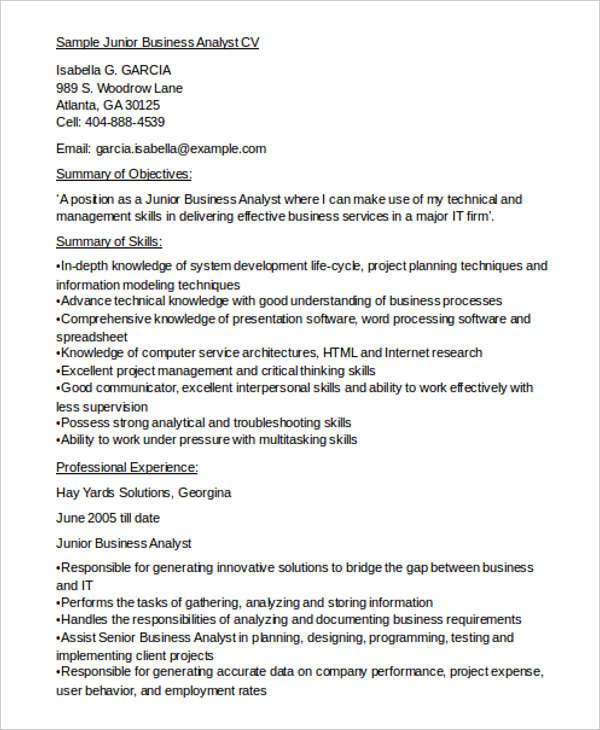 Sample Junior Business Analyst CV
Isabella G. GARCIA
989 S. Woodrow Lane
Atlanta, GA 30125
Cell: 404-888-4539
Email: garcia.isabella@example.com
Summary of Objectives:
‘A position as a Junior Business Analyst where I can make use of my technical and
management skills in delivering effective business services in a major IT firm’.
Summary of Skills:
•In-depth knowledge of system development life-cycle, project planning techniques and
information modeling techniques
•Advance technical knowledge with good understanding of business processes
•Comprehensive knowledge of presentation software, word processing software and
spreadsheet
•Knowledge of computer service architectures, HTML and Internet research
•Excellent project management and critical thinking skills
•Good communicator, excellent interpersonal skills and ability to work effectively with
less supervision
•Possess strong analytical and troubleshooting skills
•Ability to work under pressure with multitasking skills
Professional Experience:
Hay Yards Solutions, Georgina
June 2005 till date
Junior Business Analyst
•Responsible for generating innovative solutions to bridge the gap between business
and IT
•Performs the tasks of gathering, analyzing and storing information
•Handles the responsibilities of analyzing and documenting business requirements
•Assist Senior Business Analyst in planning, designing, programming, testing and
implementing client projects
•Responsible for generating accurate data on company performance, project expense,
user behavior, and employment rates